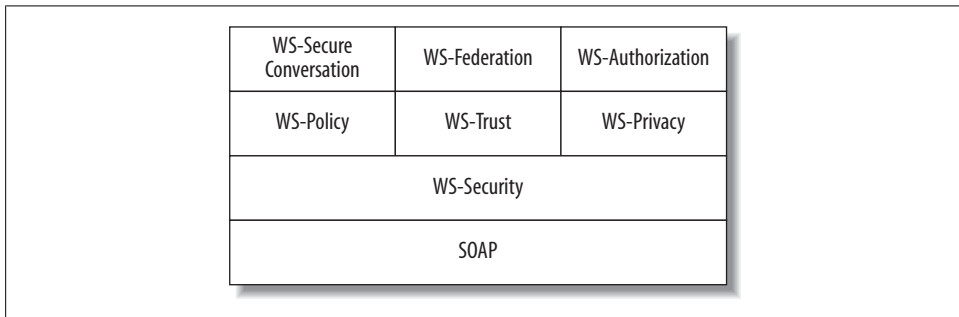 WS-Secure
Conversation
WS-Federation
WS-Authorization
WS-Policy
WS-Trust
WS-Privacy
WS-Security
SOAP